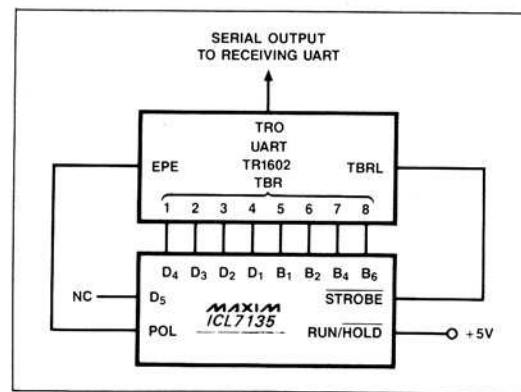 SERIAL OUTPUT
TO RECEIVING UART
TRO
UART
EPE TR1602 TBRL
TBR
1 2 3 4 5 6 7 8
D4 D3 D2 D1 B1 B2 B4 B6
NC D5 MAXIM STROBE
POL ICL7135 RUN/HOLD +5V